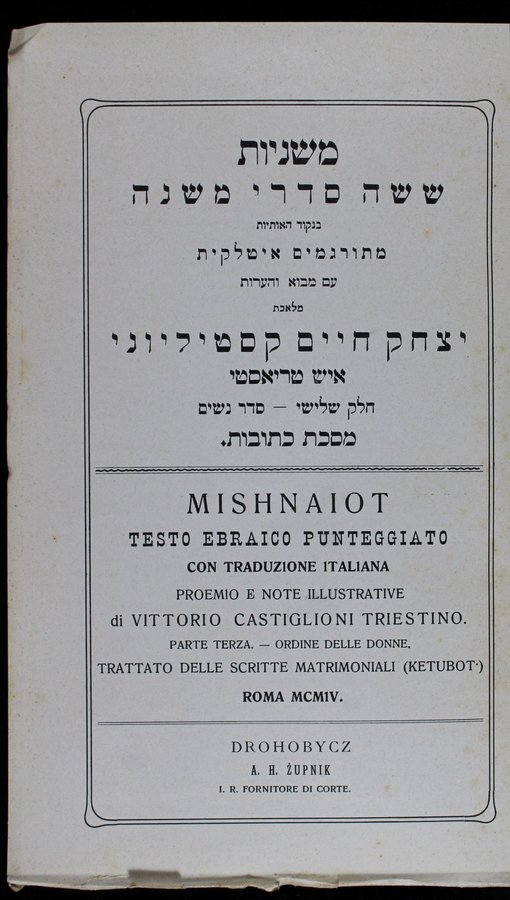 משניות
ששה סדרי משנה
בנקוד האותיות
מתורגמים איטלקית
עם מבוא והערות
מלאכת
יצחק חיים קסטיליוני
איש טריאסטי
חלק שלישי — סדר נשים
מסכת כתובות.
MISHNAIOT
TESTO EBRAICO PUNTEGGIATO
CON TRADUZIONE ITALIANA
PROEMIO E NOTE ILLUSTRATIVE
di VITTORIO CASTIGLIONI TRIESTINO.
PARTE TERZA. — ORDINE DELLE DONNE,
TRATTATO DELLE SCRITTE MATRIMONIALI (KETUBOT·)
ROMA MCM1V.
DROHOBYCZ
A. H. ŻUPNIK
I. R. FORNITORE DI CORTE.